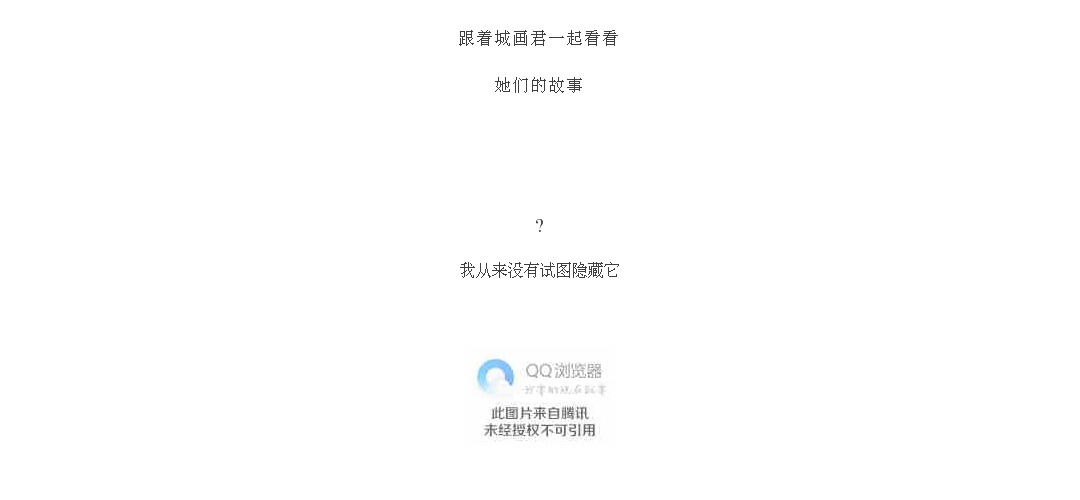 跟着城画君一起看看
她们的故事
?
我从来没有试图隐藏它
QQ浏览器
此图片来自腾讯
未经授权不可引用